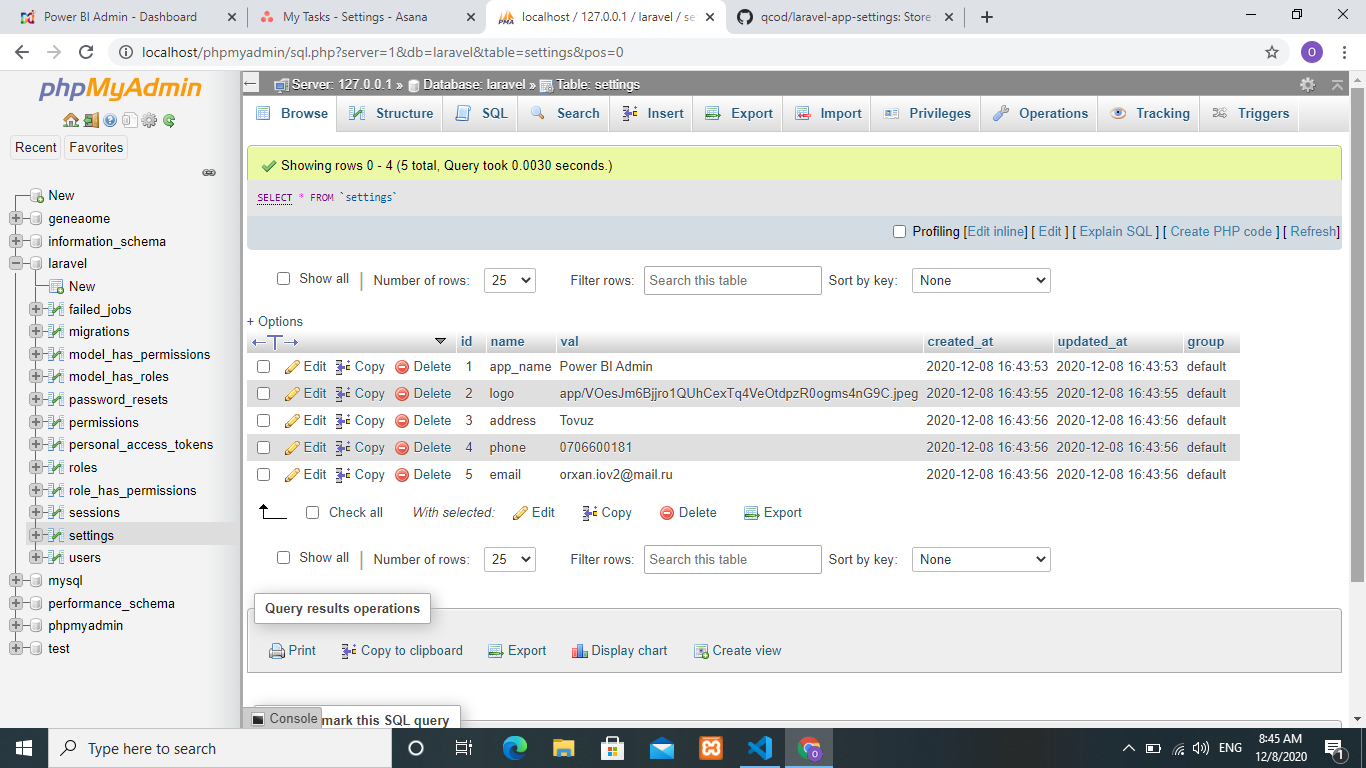 Power BI Admin - Dashboard
My Tasks - Settings - Asana
localhost / 127.0.0.1 / laravel / se
qcod/laravel-app-settings: Store
localhost/phpmyadmin/sql.php?server=1&db=laravel&table=settings&pos=0
O
phpMyAdmin
Recent Favorites
New
geneaome
information_schema
laravel
New
failed_jobs
migrations
model_has_permissions
model_has_roles
password_resets
permissions
personal_access_tokens
roles
role_has_permissions
sessions
settings
users
mysql
performance_schema
phpmyadmin
test
Server: 127.0.0.1 » Database: laravel » Table: settings
Browse Structure SQL Search Insert Export Import Privileges Operations Tracking Triggers
Showing rows 0 - 4 (5 total, Query took 0.0030 seconds.)
SELECT * FROM `settings`
Profiling [Edit inline] [ Edit ] [ Explain SQL ] [ Create PHP code ] [ Refresh]
Show all | Number of rows: 25 Filter rows: Search this table Sort by key: None
+ Options
id name val created_at updated_at group
Edit Copy Delete 1 app_name Power BI Admin 2020-12-08 16:43:53 2020-12-08 16:43:53 default
Edit Copy Delete 2 logo app/VOesJm6Bjjro1QUhCexTq4VeOtdpzR0ogms4nG9C.jpeg 2020-12-08 16:43:55 2020-12-08 16:43:55 default
Edit Copy Delete 3 address Tovuz 2020-12-08 16:43:56 2020-12-08 16:43:56 default
Edit Copy Delete 4 phone 0706600181 2020-12-08 16:43:56 2020-12-08 16:43:56 default
Edit Copy Delete 5 email orxan.iov2@mail.ru 2020-12-08 16:43:56 2020-12-08 16:43:56 default
Check all With selected: Edit Copy Delete Export
Show all | Number of rows: 25 Filter rows: Search this table Sort by key: None
Query results operations
Print Copy to clipboard Export Display chart Create view
Console mark this SQL query
Type here to search
ENG
8:45 AM
12/8/2020
1